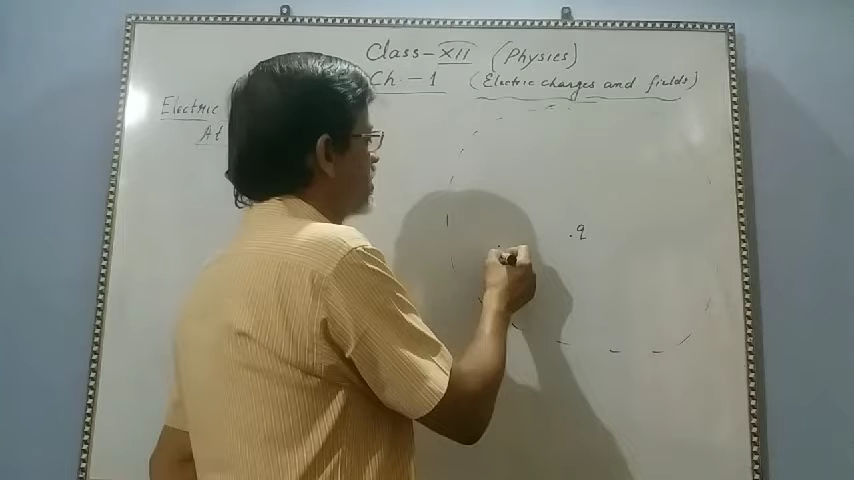 Class-XII (Physics)
Ch.-1 (Electric charges and fields)
Electric
At
.q